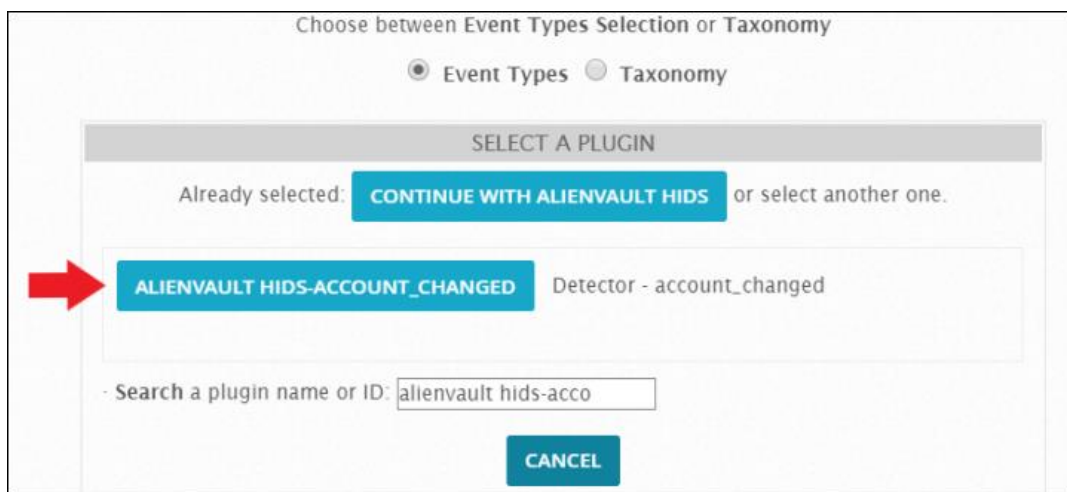 Choose between Event Types Selection or Taxonomy
Event Types Taxonomy
SELECT A PLUGIN
Already selected: CONTINUE WITH ALIENVAULT HIDS or select another one.
ALIENVAULT HIDS-ACCOUNT_CHANGED Detector - account_changed
· Search a plugin name or ID: alienvault hids-acco
CANCEL